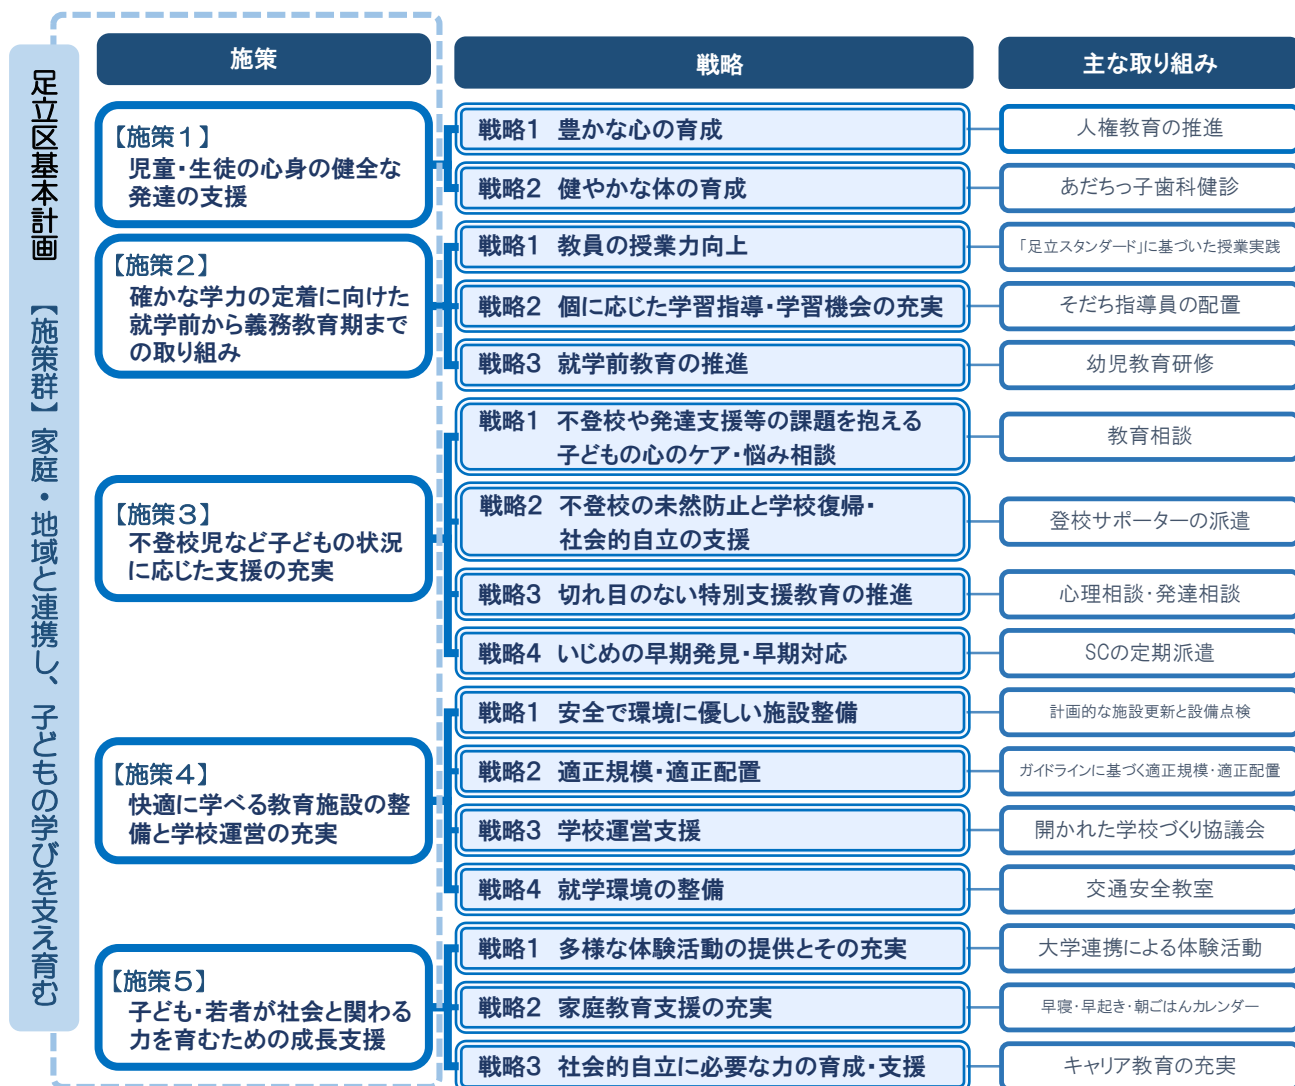 足立区基本計画 【施策群】家庭・地域と連携し、子どもの学びを支え育む
施策
戦略
主な取り組み
【施策１】
児童・生徒の心身の健全な
発達の支援
戦略1 豊かな心の育成
人権教育の推進
戦略2 健やかな体の育成
あだちっ子歯科健診
【施策２】
確かな学力の定着に向けた
就学前から義務教育期まで
の取り組み
戦略1 教員の授業力向上
「足立スタンダード」に基づいた授業実践
戦略2 個に応じた学習指導・学習機会の充実
そだち指導員の配置
戦略3 就学前教育の推進
幼児教育研修
【施策３】
不登校児など子どもの状況
に応じた支援の充実
戦略1 不登校や発達支援等の課題を抱える
子どもの心のケア・悩み相談
教育相談
戦略2 不登校の未然防止と学校復帰・
社会的自立の支援
登校サポーターの派遣
戦略3 切れ目のない特別支援教育の推進
心理相談・発達相談
戦略4 いじめの早期発見・早期対応
SCの定期派遣
【施策４】
快適に学べる教育施設の整
備と学校運営の充実
戦略1 安全で環境に優しい施設整備
計画的な施設更新と設備点検
戦略2 適正規模・適正配置
ガイドラインに基づく適正規模・適正配置
戦略3 学校運営支援
開かれた学校づくり協議会
戦略4 就学環境の整備
交通安全教室
【施策５】
子ども・若者が社会と関わる
力を育むための成長支援
戦略1 多様な体験活動の提供とその充実
大学連携による体験活動
戦略2 家庭教育支援の充実
早寝・早起き・朝ごはんカレンダー
戦略3 社会的自立に必要な力の育成・支援
キャリア教育の充実